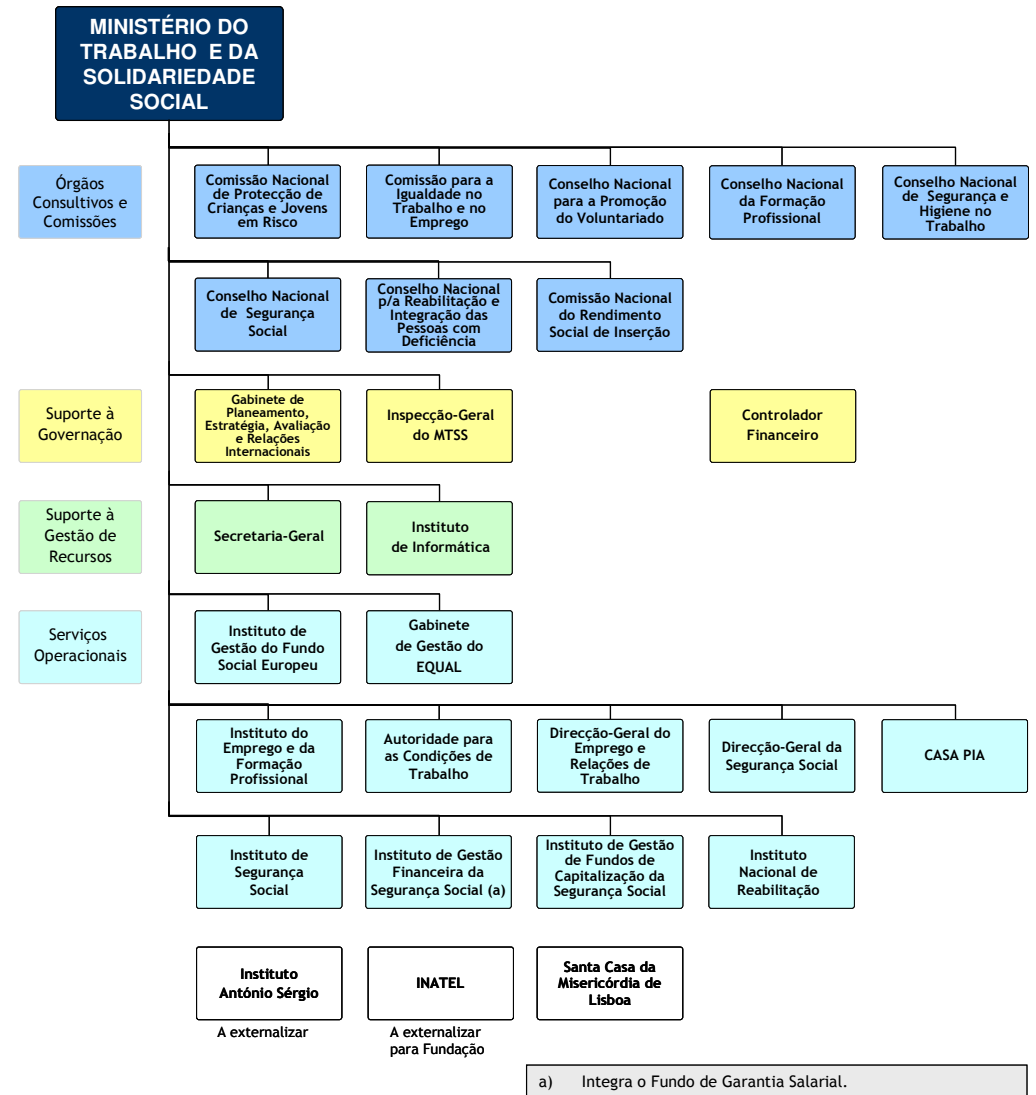 MINISTÉRIO DO
TRABALHO E DA
SOLIDARIEDADE
SOCIAL
Órgãos
Consultivos e
Comissões
Comissão Nacional
de Protecção de
Crianças e Jovens
em Risco
Comissão para a
Igualdade no
Trabalho e no
Emprego
Conselho Nacional
para a Promoção
do Voluntariado
Conselho Nacional
da Formação
Profissional
Conselho Nacional
de Segurança e
Higiene no
Trabalho
Conselho Nacional
de Segurança
Social
Conselho Nacional
p/a Reabilitação e
Integração das
Pessoas com
Deficiência
Comissão Nacional
do Rendimento
Social de Inserção
Suporte à
Governação
Gabinete de
Planeamento,
Estratégia, Avaliação
e Relações
Internacionais
Inspecção-Geral
do MTSS
Controlador
Financeiro
Suporte à
Gestão de
Recursos
Secretaria-Geral
Instituto
de Informática
Serviços
Operacionais
Instituto de
Gestão do Fundo
Social Europeu
Gabinete
de Gestão do
EQUAL
Instituto do
Emprego e da
Formação
Profissional
Autoridade para
as Condições de
Trabalho
Direcção-Geral do
Emprego e
Relações de
Trabalho
Direcção-Geral da
Segurança Social
CASA PIA
Instituto de
Segurança
Social
Instituto de Gestão
Financeira da
Segurança Social (a)
Instituto de Gestão
de Fundos de
Capitalização da
Segurança Social
Instituto
Nacional de
Reabilitação
Instituto
António Sérgio
A externalizar
INATEL
A externalizar
para Fundação
Santa Casa da
Misericórdia de
Lisboa
a) Integra o Fundo de Garantia Salarial.